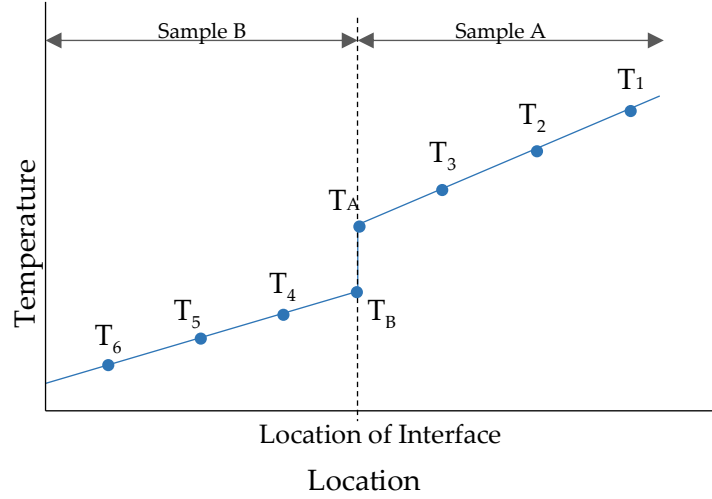 Sample B
Sample A
T1
T2
T3
TA
T4
TB
T5
T6
Temperature
Location of Interface
Location